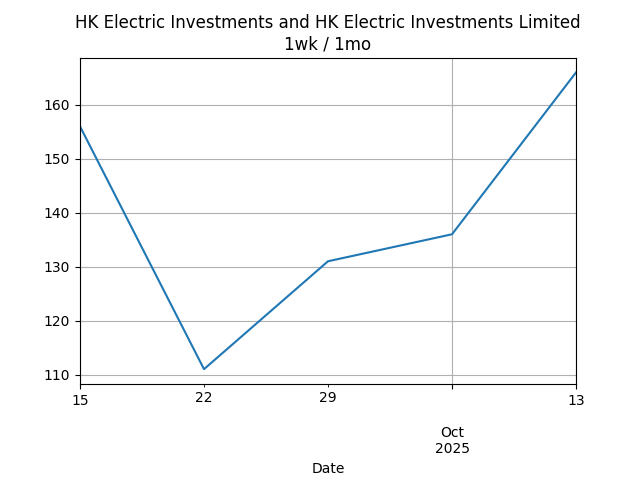 HK Electric Investments and HK Electric Investments Limited
1wk / 1mo
160
150
140
130
120
110
15
22
29
13
Oct
2025
Date